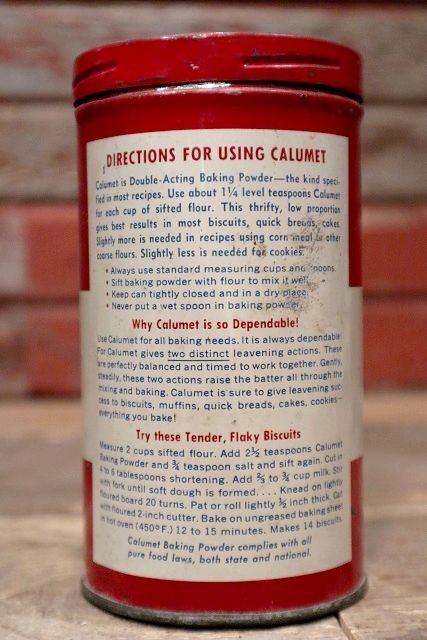 DIRECTIONS FOR USING CALUMET
Calumet is Double-Acting Baking Powder—the kind speci-
fied in most recipes. Use about 1¼ level teaspoons Calumet
for each cup of sifted flour. This thrifty, low proportion
gives best results in most biscuits, quick breads, cakes.
Slightly more is needed in recipes using corn meal or other
coarse flours. Slightly less is needed for cookies.
• Always use standard measuring cups and spoons.
• Sift baking powder with flour to mix it well.
• Keep can tightly closed and in a dry place.
• Never put a wet spoon in baking powder.
Why Calumet is so Dependable!
Use Calumet for all baking needs. It is always dependable!
For Calumet gives two distinct leavening actions. These
are perfectly balanced and timed to work together. Gently,
steadily, these two actions raise the batter all through the
mixing and baking. Calumet is sure to give leavening suc-
cess to biscuits, muffins, quick breads, cakes, cookies—
everything you bake!
Try these Tender, Flaky Biscuits
Measure 2 cups sifted flour. Add 2½ teaspoons Calumet
Baking Powder and ¾ teaspoon salt and sift again. Cut in
4 to 6 tablespoons shortening. Add ⅔ to ¾ cup milk. Stir
with fork until soft dough is formed. . . . Knead on lightly
floured board 20 turns. Pat or roll lightly ½ inch thick. Cut
with floured 2-inch cutter. Bake on ungreased baking sheet
in hot oven (450°F.) 12 to 15 minutes. Makes 14 biscuits.
Calumet Baking Powder complies with all
pure food laws, both state and national.